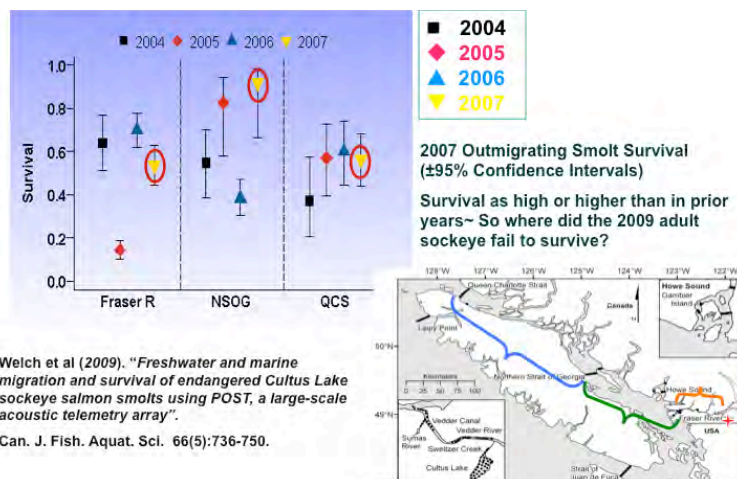 2004 2005 2006 2007
1.0
0.8
0.6
0.4
0.2
0.0
Survival
Fraser R NSOG QCS
2004
2005
2006
2007
2007 Outmigrating Smolt Survival
(±95% Confidence Intervals)
Survival as high or higher than in prior
years~ So where did the 2009 adult
sockeye fail to survive?
Welch et al (2009). “Freshwater and marine
migration and survival of endangered Cultus Lake
sockeye salmon smolts using POST, a large-scale
acoustic telemetry array”.
Can. J. Fish. Aquat. Sci. 66(5):736-750.
128°W 127°W 126°W 125°W 124°W 123°W 122°W
Queen Charlotte Strait
Canada
Howe Sound
Gambier
Island
Lippy Point
50°N
Kilometers
0 25 50 75 100
Northern Strait of Georgia
Howe Sound
49°N
Fraser River
USA
Vedder Canal
Vedder River
Sumas
River
Sweltzer Creek
Cultus Lake
Strait of
Juan de Fuca